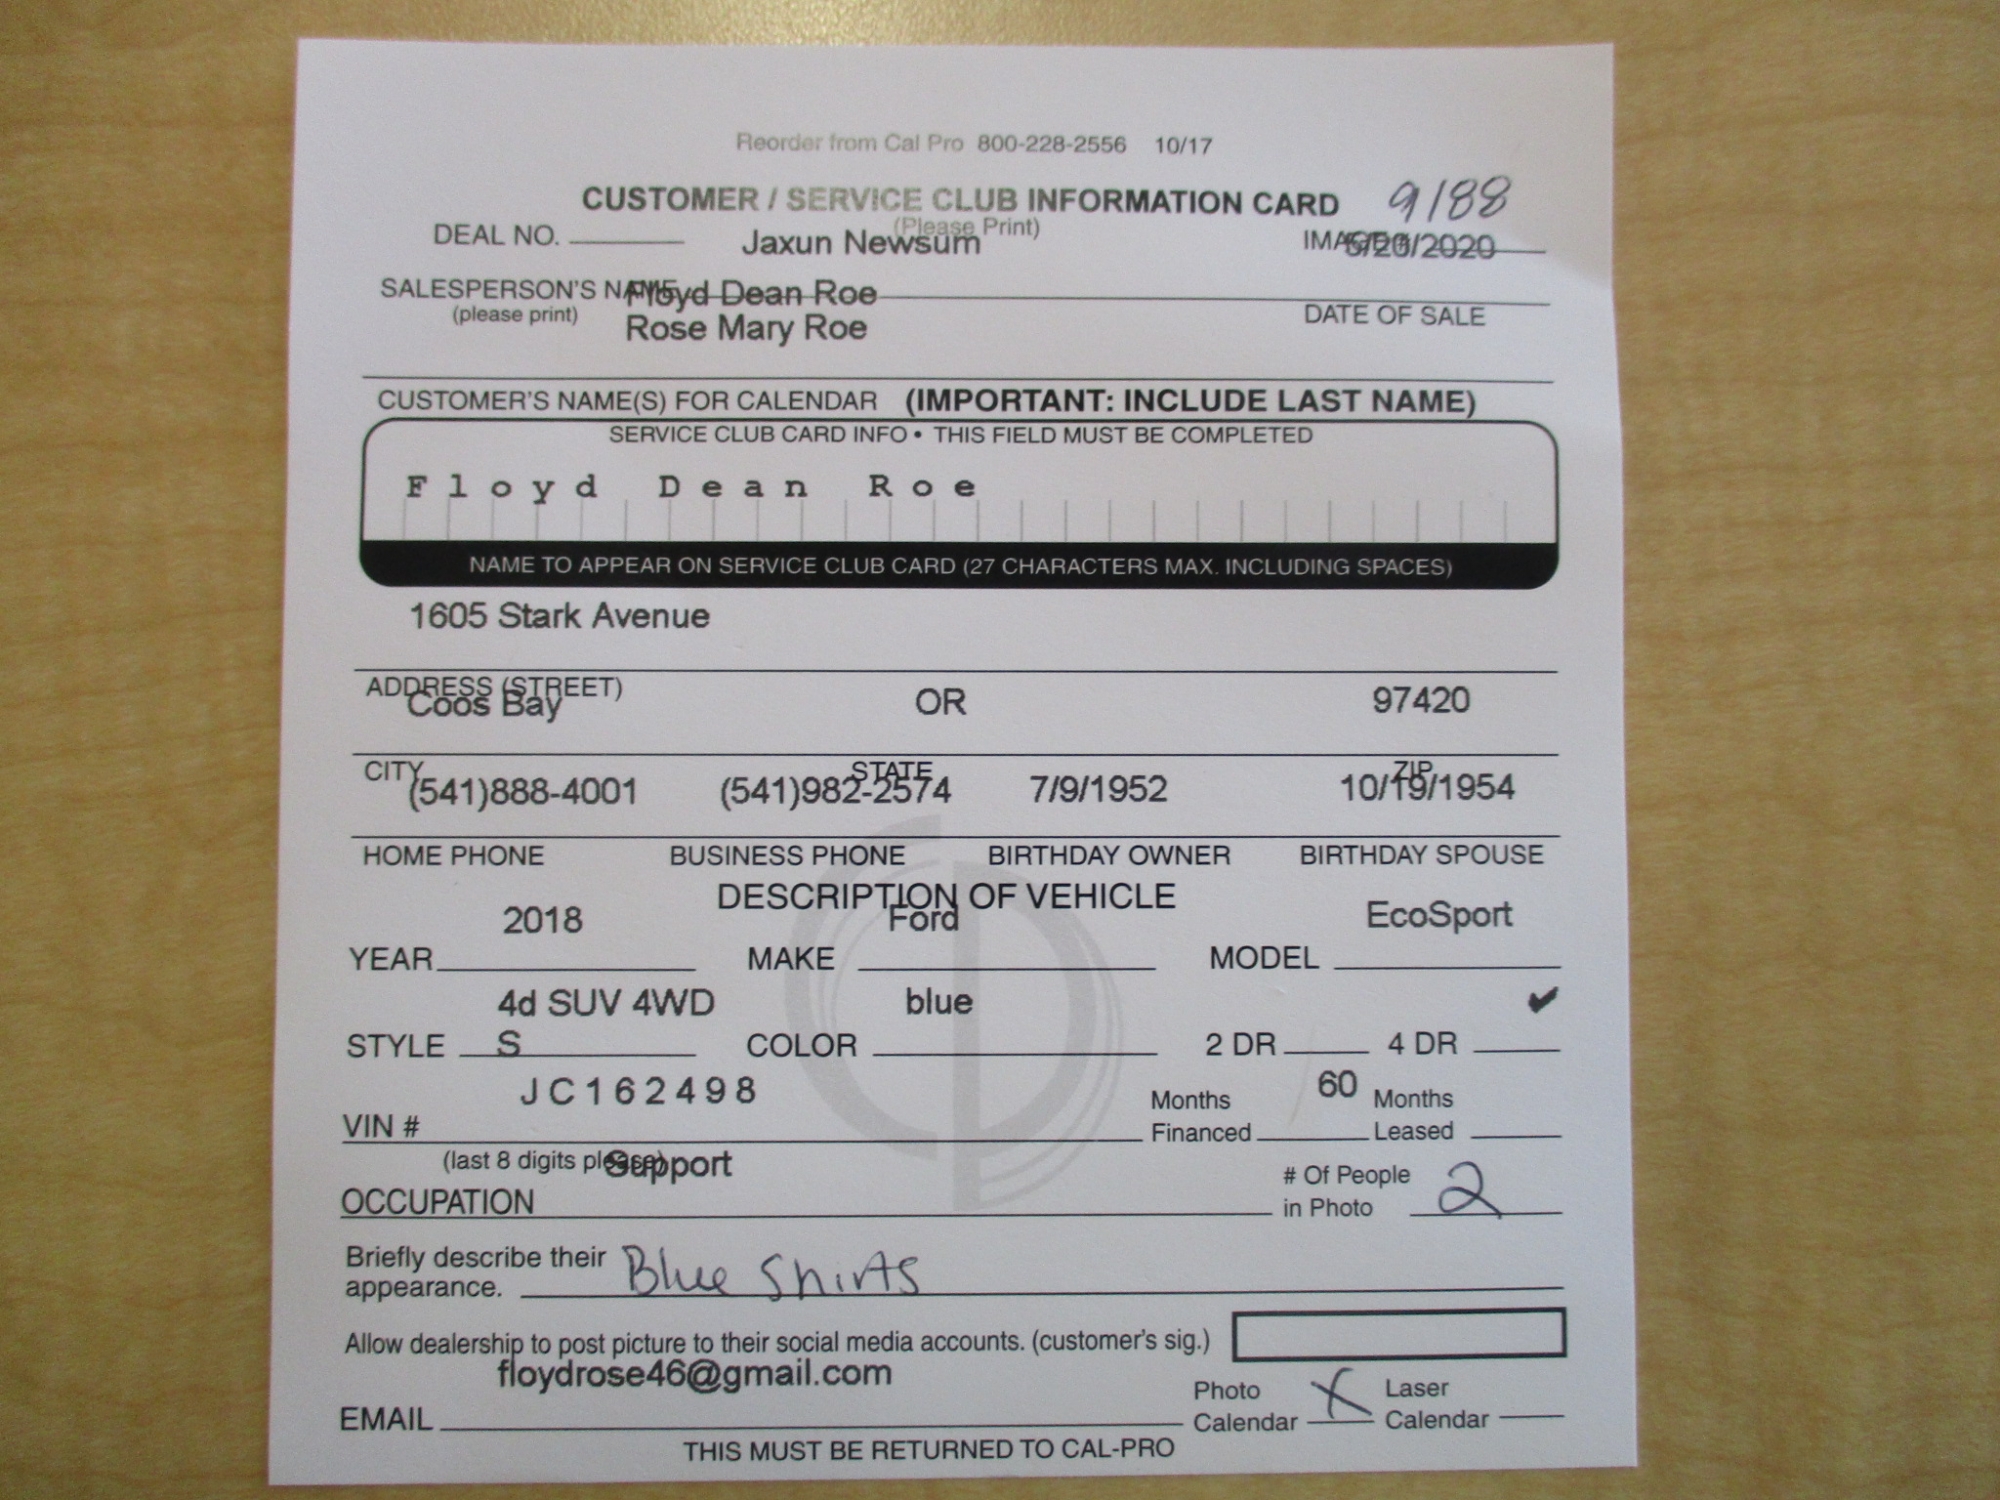 Reorder from Cal Pro 800-228-2556 10/17
CUSTOMER / SERVICE CLUB INFORMATION CARD 9188
(Please Print)
DEAL NO. Jaxun Newsum /2020
SALESPERSON'S NAME Floyd Dean Roe
(please print) Rose Mary Roe DATE OF SALE
CUSTOMER'S NAME(S) FOR CALENDAR (IMPORTANT: INCLUDE LAST NAME)
SERVICE CLUB CARD INFO • THIS FIELD MUST BE COMPLETED
Floyd Dean Roe
NAME TO APPEAR ON SERVICE CLUB CARD (27 CHARACTERS MAX. INCLUDING SPACES)
1605 Stark Avenue
ADDRESS (STREET)
Coos Bay OR 97420
CITY STATE ZIP
(541)888-4001 (541)982-2574 7/9/1952 10/19/1954
HOME PHONE BUSINESS PHONE BIRTHDAY OWNER BIRTHDAY SPOUSE
DESCRIPTION OF VEHICLE
2018 Ford EcoSport
YEAR MAKE MODEL
4d SUV 4WD blue ✔
STYLE S COLOR 2 DR 4 DR
JC162498 60
VIN # Months Financed Months Leased
(last 8 digits please) Support
OCCUPATION # Of People in Photo 2
Briefly describe their
appearance. Blue Shirts
Allow dealership to post picture to their social media accounts. (customer's sig.)
floydrose46@gmail.com
EMAIL Photo Calendar X Laser Calendar
THIS MUST BE RETURNED TO CAL-PRO